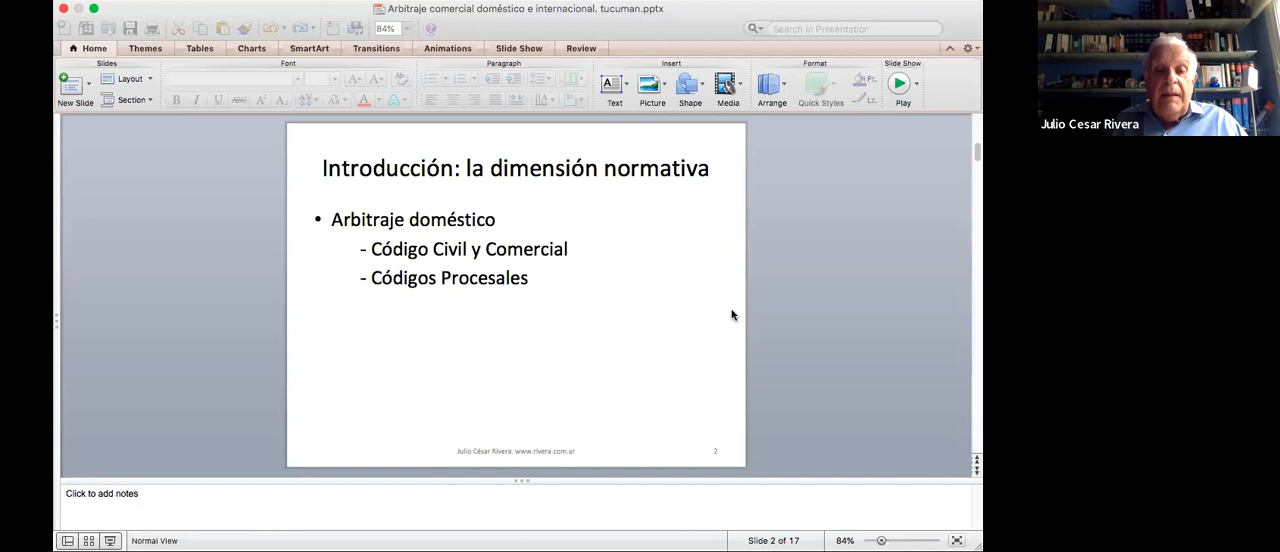 Arbitraje comercial doméstico e internacional. tucuman.pptx
84%
Search in Presentation
Home
Themes
Tables
Charts
SmartArt
Transitions
Animations
Slide Show
Review
Slides
Font
Paragraph
Insert
Format
Slide Show
New Slide
Layout
Section
B I U ABC A² A₂
Text
Picture
Shape
Media
Arrange
Quick Styles
Play
Introducción: la dimensión normativa
• Arbitraje doméstico
- Código Civil y Comercial
- Códigos Procesales
Julio César Rivera. www.rivera.com.ar
2
Click to add notes
Normal View
Slide 2 of 17
84%
Julio Cesar Rivera